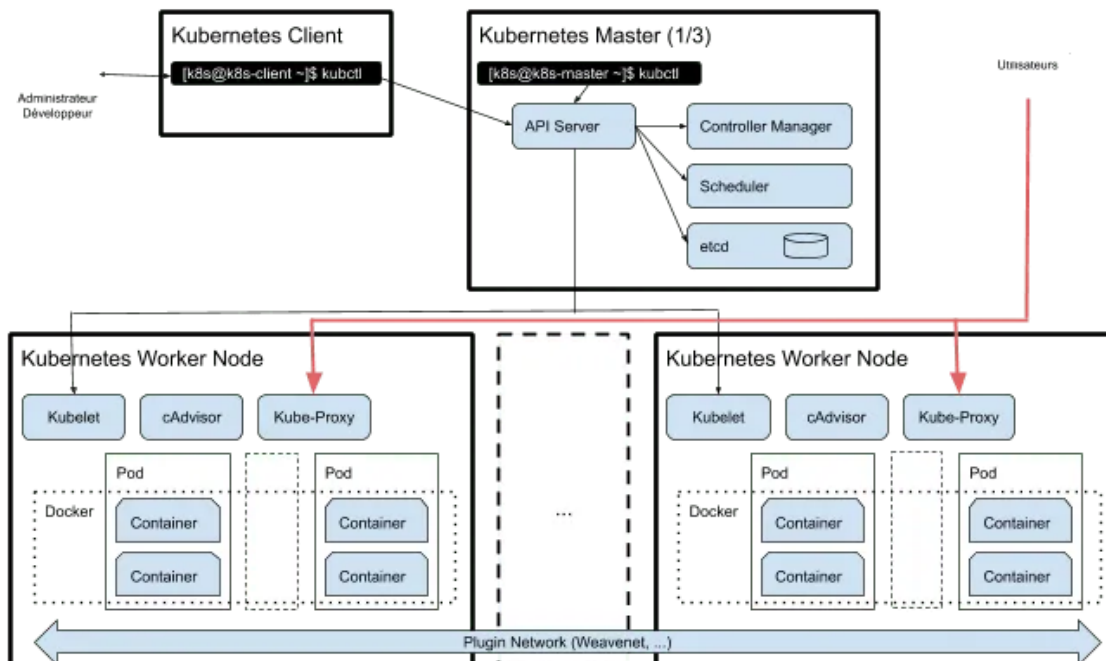 Kubernetes Client
[k8s@k8s-client ~]$ kubctl
Administrateur
Développeur
Kubernetes Master (1/3)
[k8s@k8s-master ~]$ kubctl
API Server
Controller Manager
Scheduler
etcd
Utilisateurs
Kubernetes Worker Node
Kubelet
cAdvisor
Kube-Proxy
Pod
Pod
Docker
Container
Container
Container
Container
...
Kubernetes Worker Node
Kubelet
cAdvisor
Kube-Proxy
Pod
Pod
Docker
Container
Container
Container
Container
Plugin Network (Weavenet, ...)